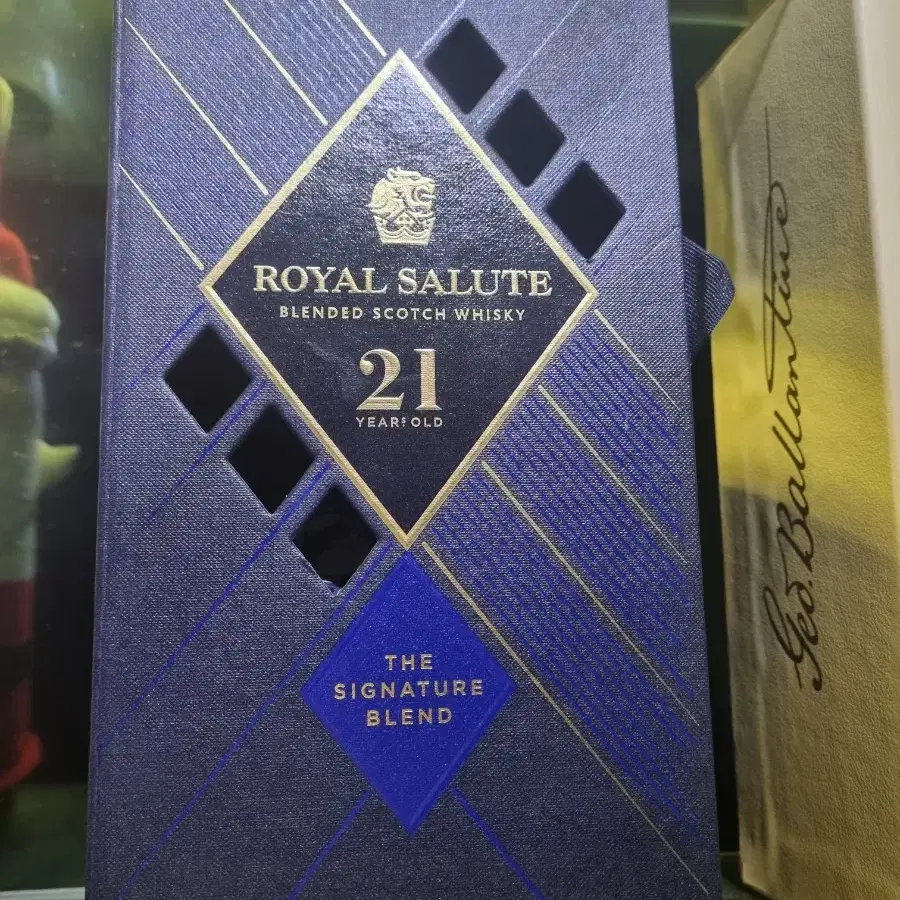 ROYAL SALUTE
BLENDED SCOTCH WHISKY
21
YEARS OLD
THE
SIGNATURE
BLEND
Geo. Ballantine